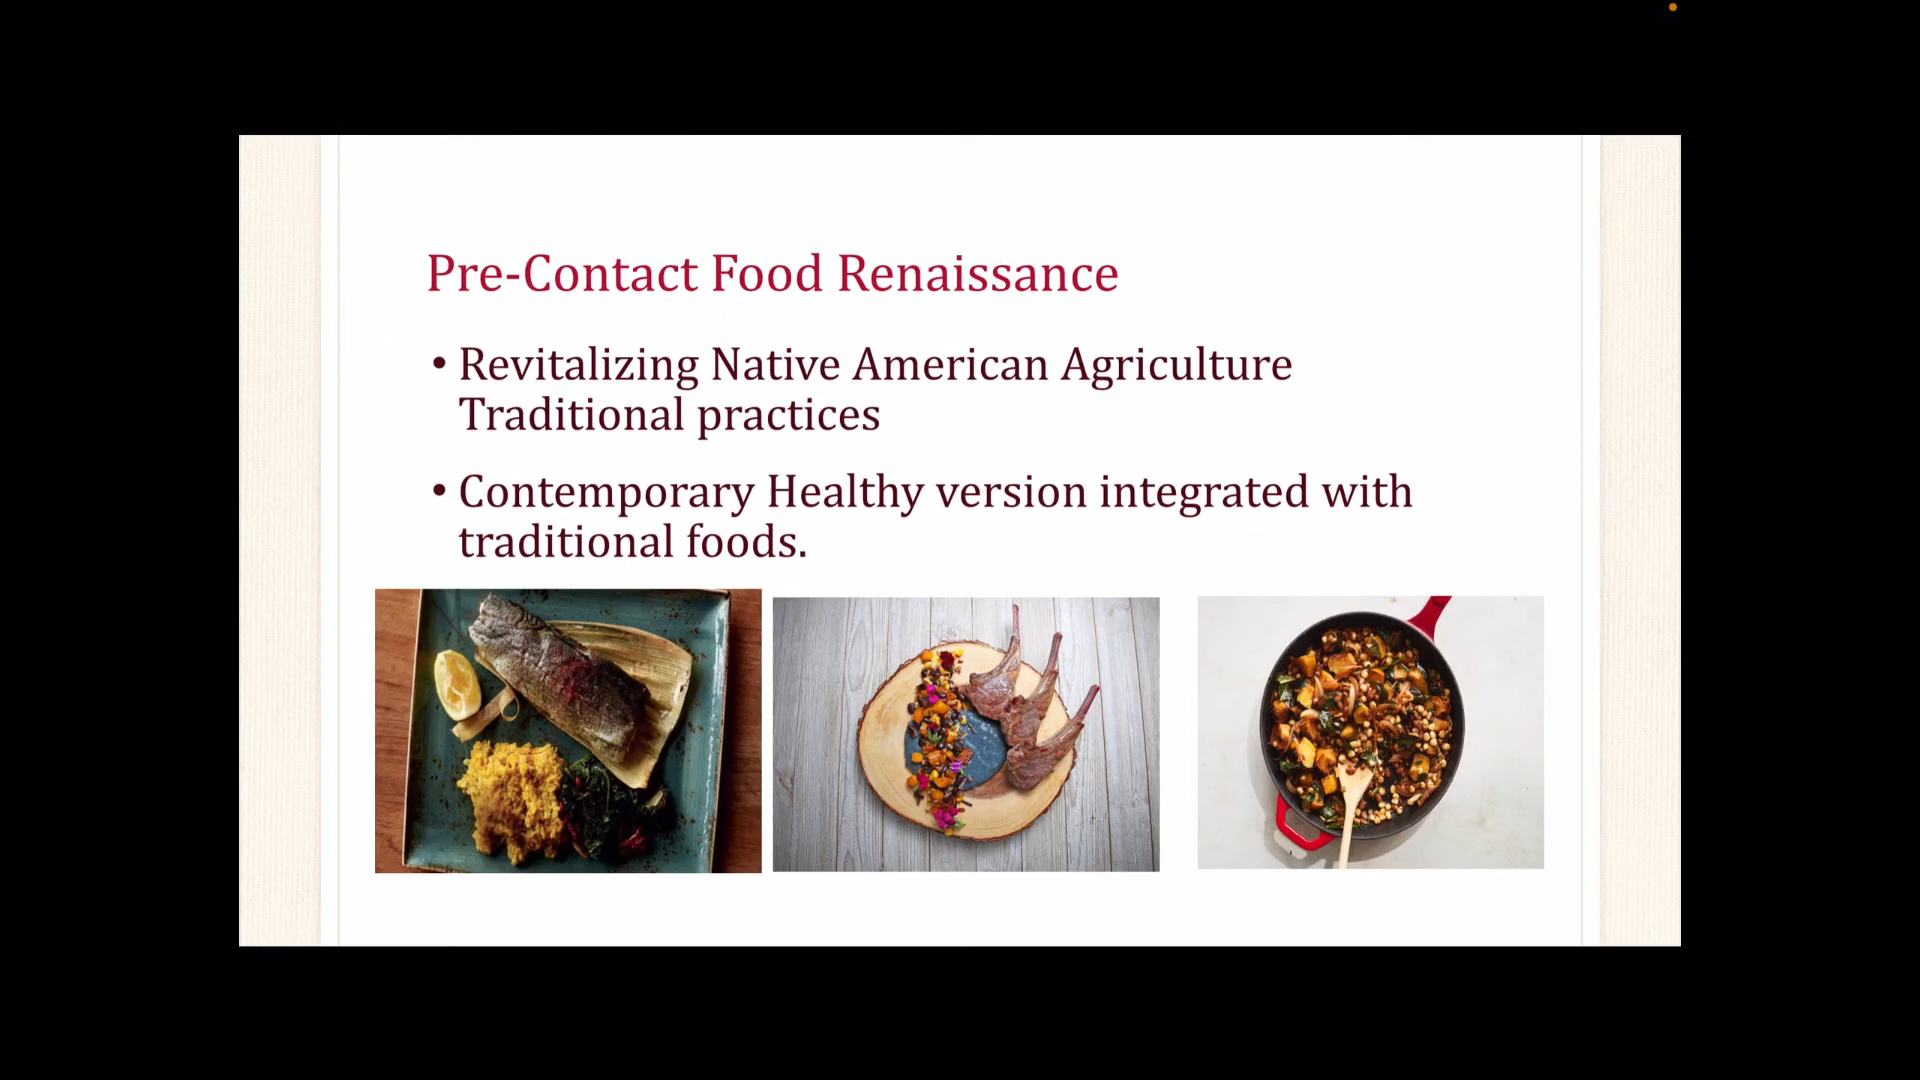 Pre-Contact Food Renaissance
• Revitalizing Native American Agriculture
Traditional practices
• Contemporary Healthy version integrated with
traditional foods.